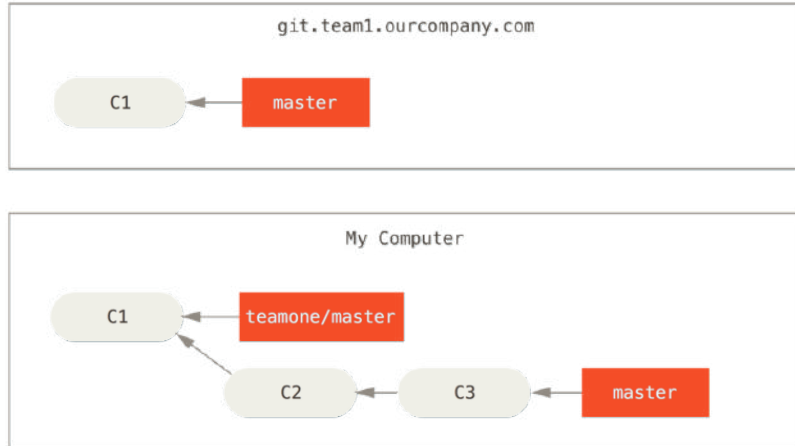 git.team1.ourcompany.com
C1
master
My Computer
C1
teamone/master
C2
C3
master